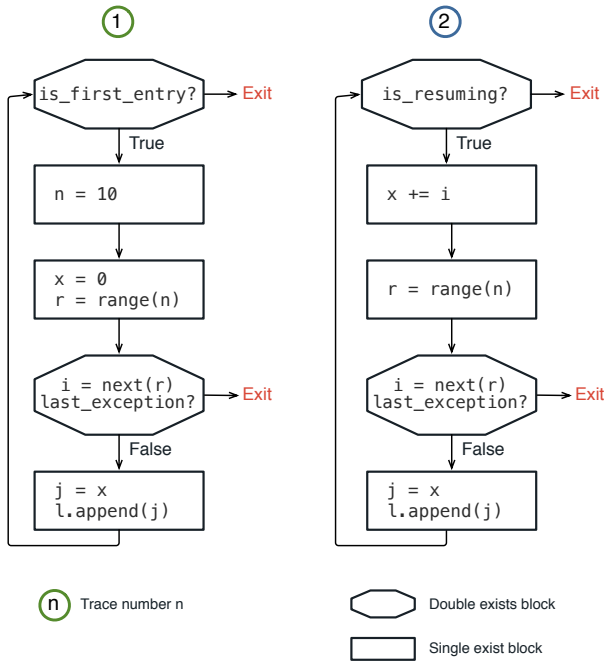 1
is_first_entry?
Exit
True
n = 10
x = 0
r = range(n)
i = next(r)
last_exception?
Exit
False
j = x
l.append(j)
2
is_resuming?
Exit
True
x += i
r = range(n)
i = next(r)
last_exception?
Exit
False
j = x
l.append(j)
n Trace number n
Double exists block
Single exist block